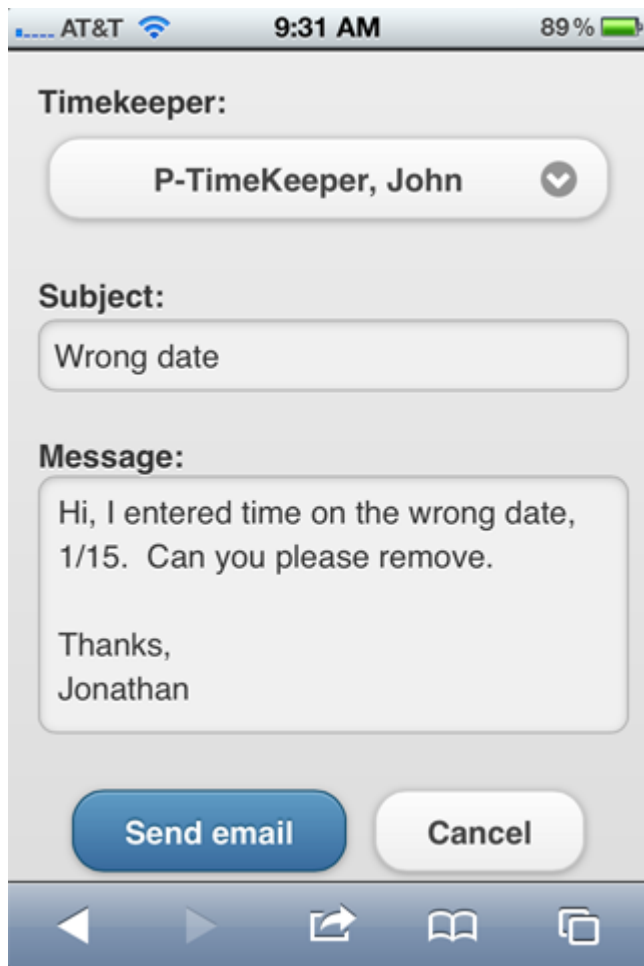 AT&T 9:31 AM 89%
Timekeeper:
P-TimeKeeper, John
Subject:
Wrong date
Message:
Hi, I entered time on the wrong date,
1/15.  Can you please remove.
Thanks,
Jonathan
Send email Cancel